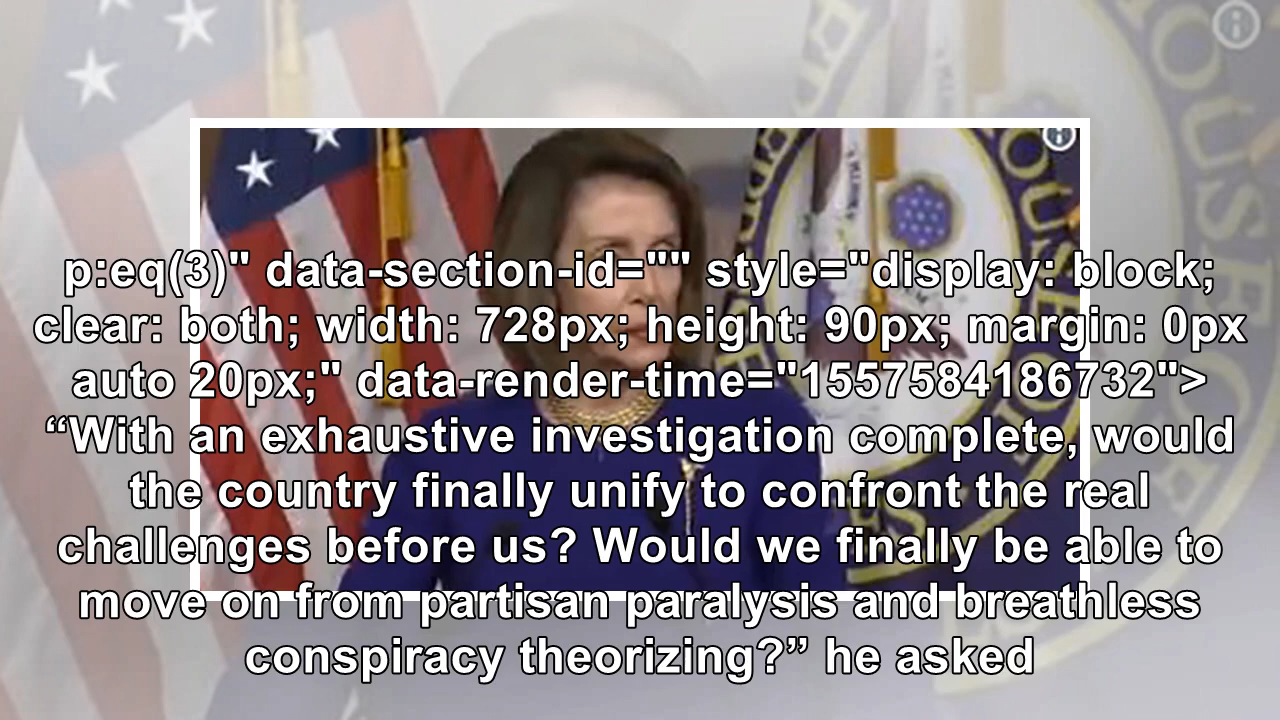 p:eq(3)" data-section-id="" style="display: block;
clear: both; width: 728px; height: 90px; margin: 0px
auto 20px;" data-render-time="1557584186732">
“With an exhaustive investigation complete, would
the country finally unify to confront the real
challenges before us? Would we finally be able to
move on from partisan paralysis and breathless
conspiracy theorizing?” he asked